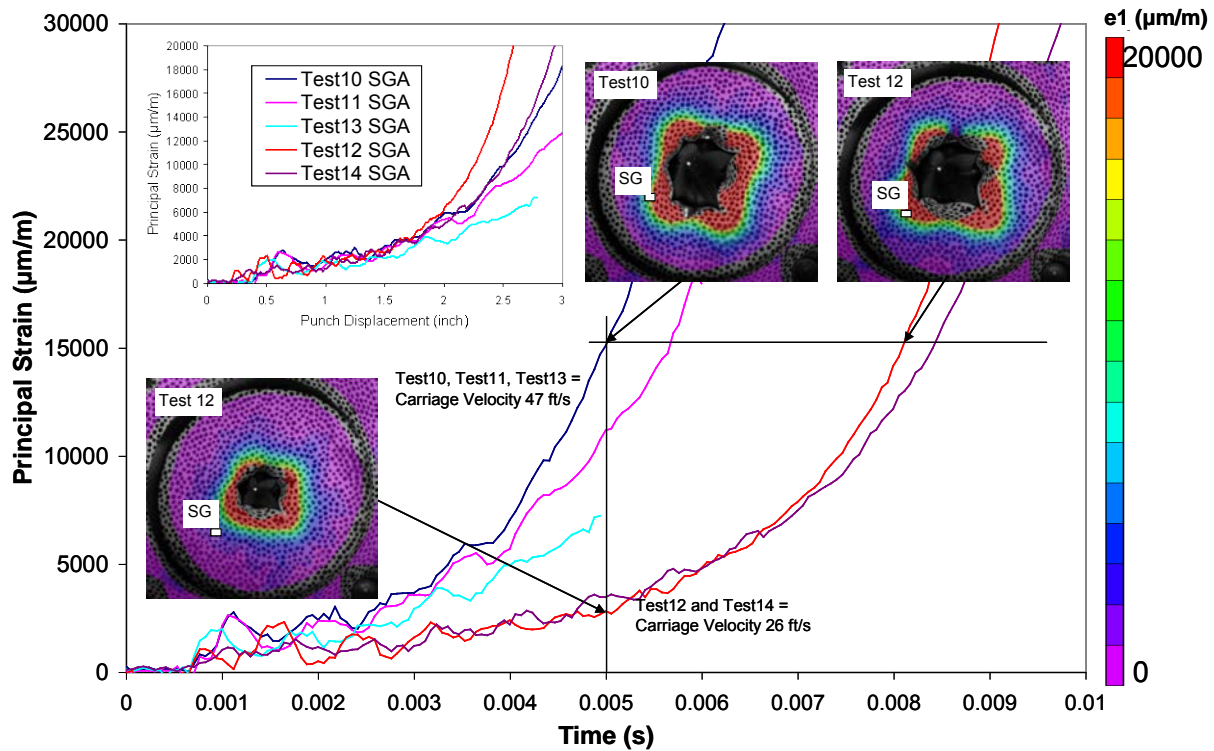 e1 (µm/m)
30000
25000
20000
15000
10000
5000
0
Principal Strain (µm/m)
0
0.001
0.002
0.003
0.004
0.005
0.006
0.007
0.008
0.009
0.01
Time (s)
20000
18000
16000
14000
12000
10000
8000
6000
4000
2000
0
Principal Strain (µm/m)
0
0.5
1
1.5
2
2.5
3
Punch Displacement (inch)
Test10 SGA
Test11 SGA
Test13 SGA
Test12 SGA
Test14 SGA
Test10
SG
Test 12
SG
Test 12
SG
Test10, Test11, Test13 =
Carriage Velocity 47 ft/s
Test12 and Test14 =
Carriage Velocity 26 ft/s
20000
0